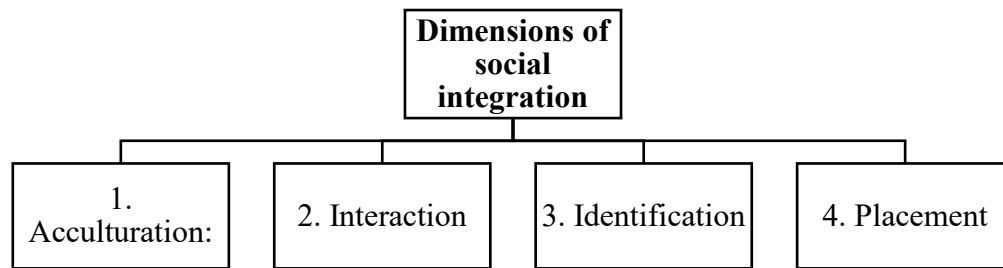 Dimensions of
social
integration
1.
Acculturation:
2. Interaction
3. Identification
4. Placement